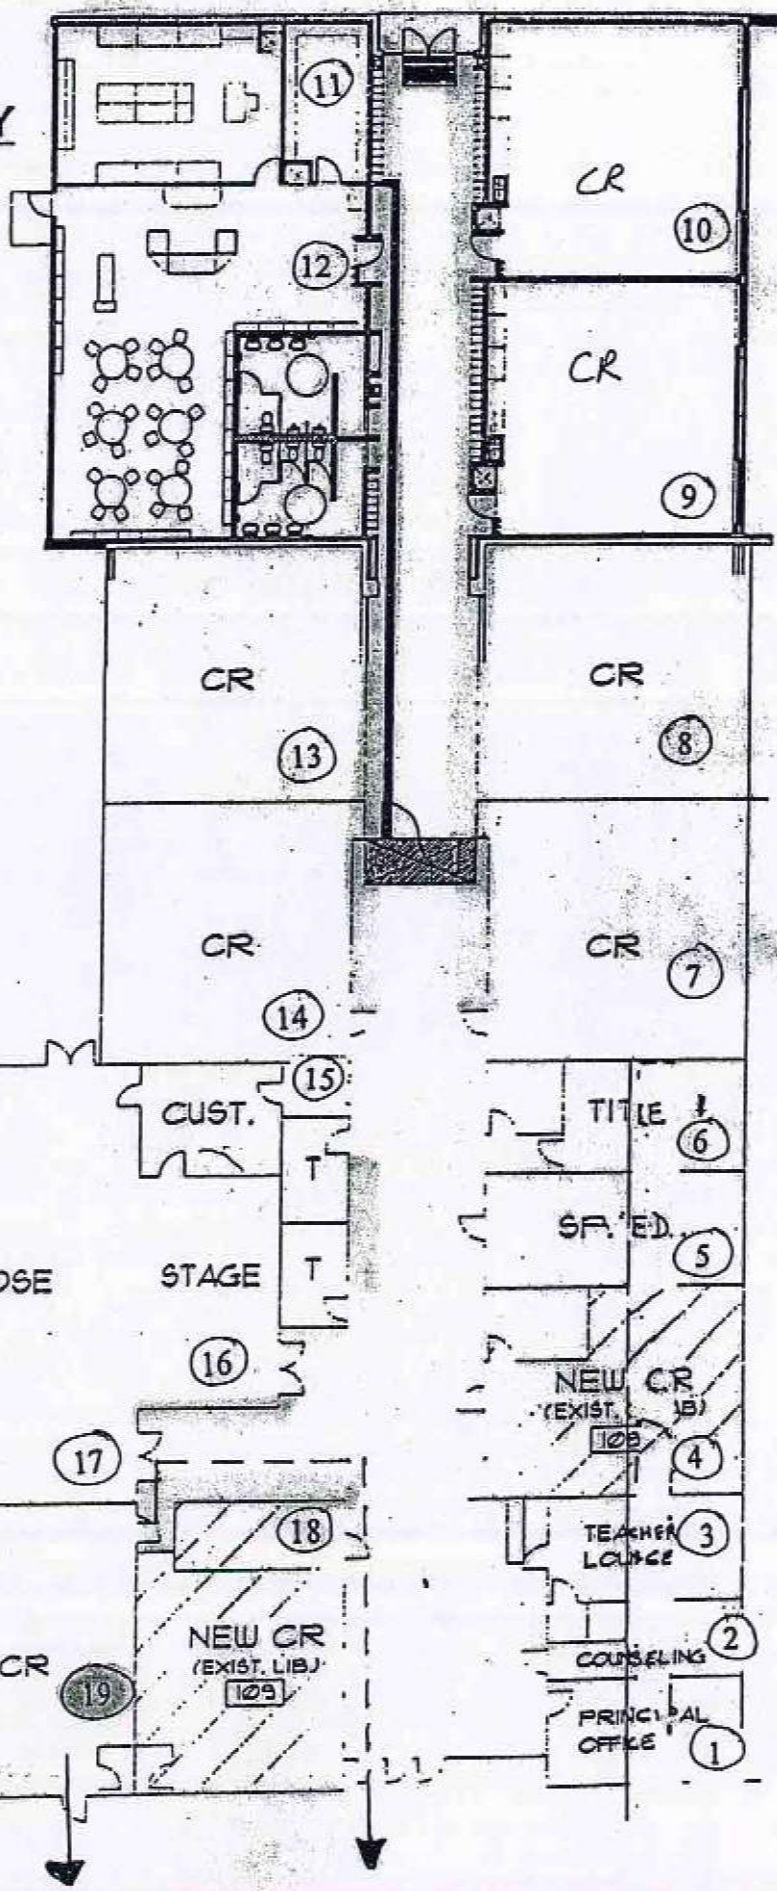 Y
11
CR
10
12
CR
9
CR
13
CR
8
CR
14
CR
7
15
CUST.
TITLE I
6
T
SP. ED.
5
OSE
STAGE
T
16
NEW CR
(EXIST.
108
4
17
18
TEACHER
LOUNGE
3
NEW CR
(EXIST. LIB.)
109
CR
19
COUNSELING
2
PRINCIPAL
OFFICE
1